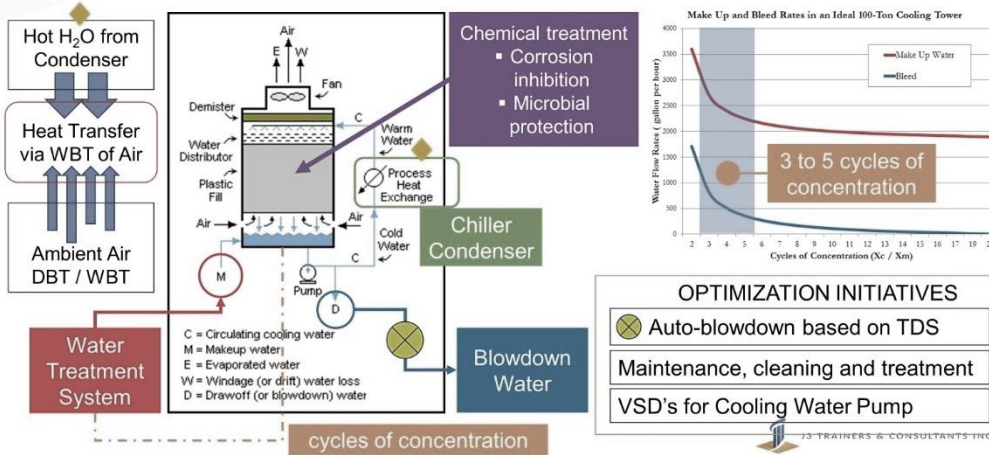 Hot H₂O from
Condenser
Heat Transfer
via WBT of Air
Ambient Air
DBT / WBT
Air
E
W
Fan
Demister
Water
Distributor
Plastic
Fill
Air
Air
C
Warm
Water
Process
Heat
Exchange
Cold
Water
C
Pump
M
D
C = Circulating cooling water
M = Makeup water
E = Evaporated water
W = Windage (or drift) water loss
D = Drawoff (or blowdown) water
Chemical treatment
▪ Corrosion
inhibition
▪ Microbial
protection
Chiller
Condenser
Water
Treatment
System
Blowdown
Water
cycles of concentration
Make Up and Bleed Rates in an Ideal 100-Ton Cooling Tower
Make Up Water
Bleed
Water Flow Rates ( gallon per hour)
4000
3500
3000
2500
2000
1500
1000
500
0
2 3 4 5 6 7 8 9 10 11 12 13 14 15 16 17 18 19 2
Cycles of Concentration (Xc / Xm)
3 to 5 cycles of
concentration
OPTIMIZATION INITIATIVES
Auto-blowdown based on TDS
Maintenance, cleaning and treatment
VSD's for Cooling Water Pump
J3 TRAINERS & CONSULTANTS INC